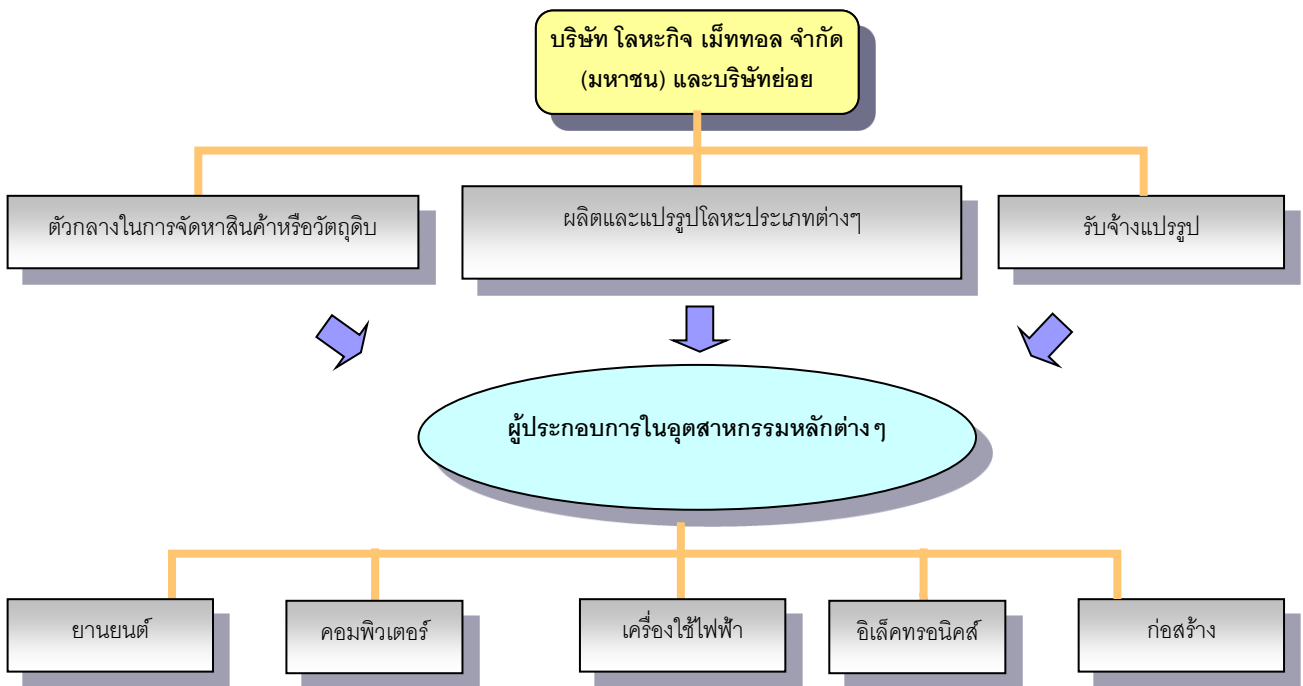 บริษัท โลหะกิจ เม็ททอล จำกัด
(มหาชน) และบริษัทย่อย
ตัวกลางในการจัดหาสินค้าหรือวัตถุดิบ
ผลิตและแปรรูปโลหะประเภทต่างๆ
รับจ้างแปรรูป
ผู้ประกอบการในอุตสาหกรรมหลักต่างๆ
ยานยนต์
คอมพิวเตอร์
เครื่องใช้ไฟฟ้า
อิเล็คทรอนิคส์
ก่อสร้าง